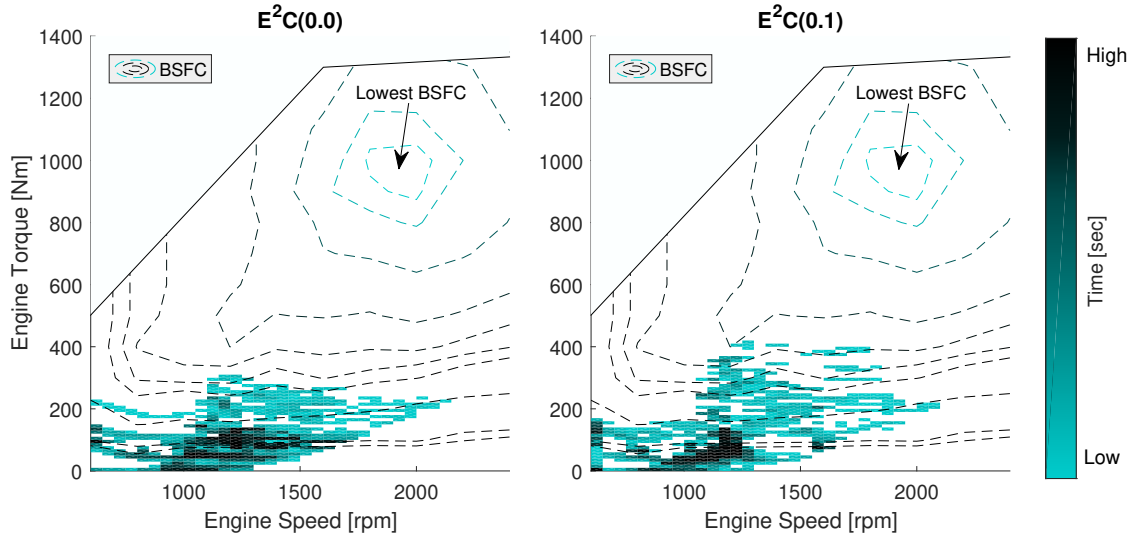 E²C(0.0)
E²C(0.1)
BSFC
BSFC
Lowest BSFC
Lowest BSFC
1400
1200
1000
800
600
400
200
0
1400
1200
1000
800
600
400
200
0
Engine Torque [Nm]
1000
1500
2000
1000
1500
2000
Engine Speed [rpm]
Engine Speed [rpm]
High
Time [sec]
Low